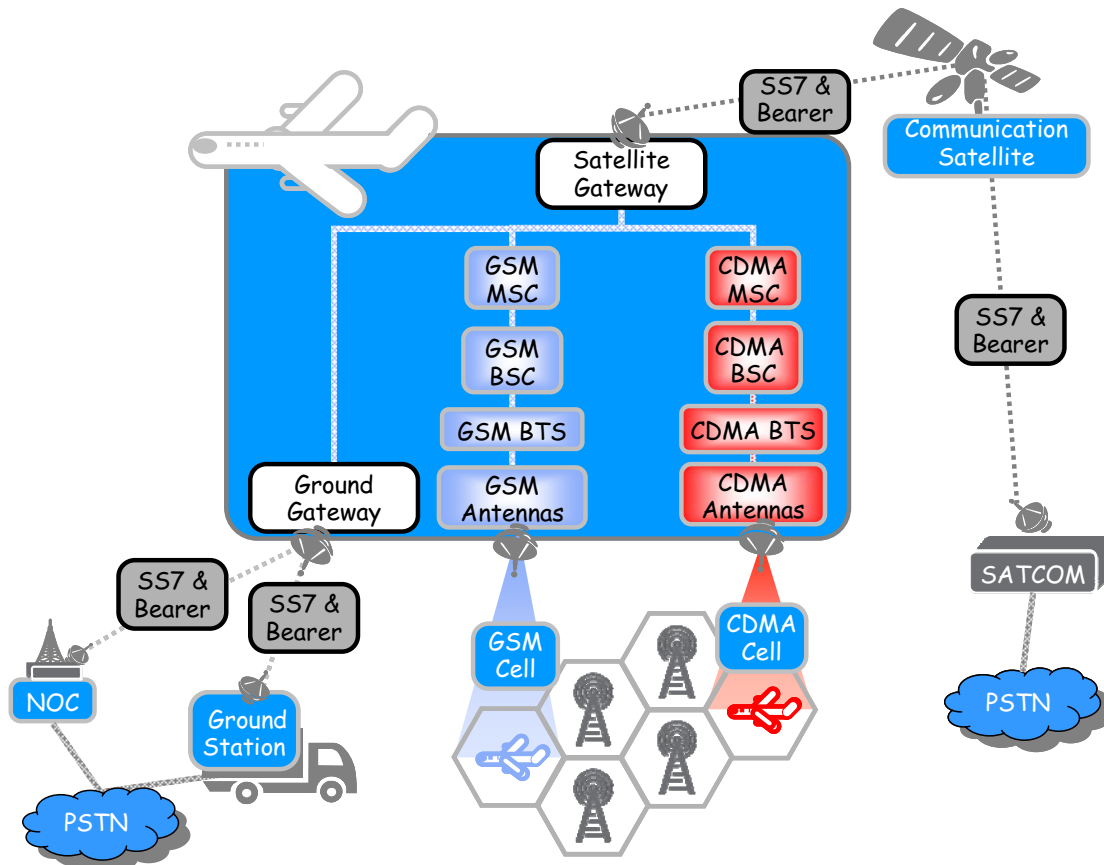 SS7 &
Bearer
Communication
Satellite
Satellite
Gateway
GSM
MSC
CDMA
MSC
SS7 &
Bearer
GSM
BSC
CDMA
BSC
GSM BTS
CDMA BTS
Ground
Gateway
GSM
Antennas
CDMA
Antennas
SS7 &
Bearer
SS7 &
Bearer
SATCOM
GSM
Cell
CDMA
Cell
NOC
Ground
Station
PSTN
PSTN